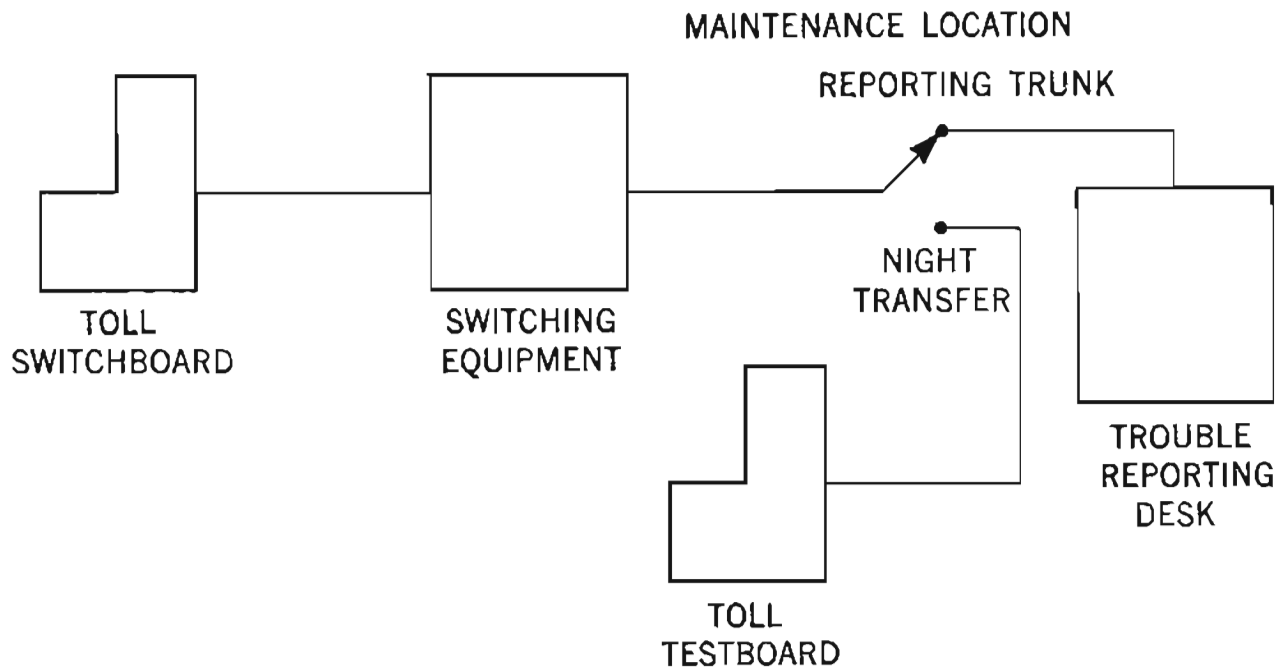 MAINTENANCE LOCATION
REPORTING TRUNK
NIGHT
TRANSFER
TOLL
SWITCHBOARD
SWITCHING
EQUIPMENT
TROUBLE
REPORTING
DESK
TOLL
TESTBOARD